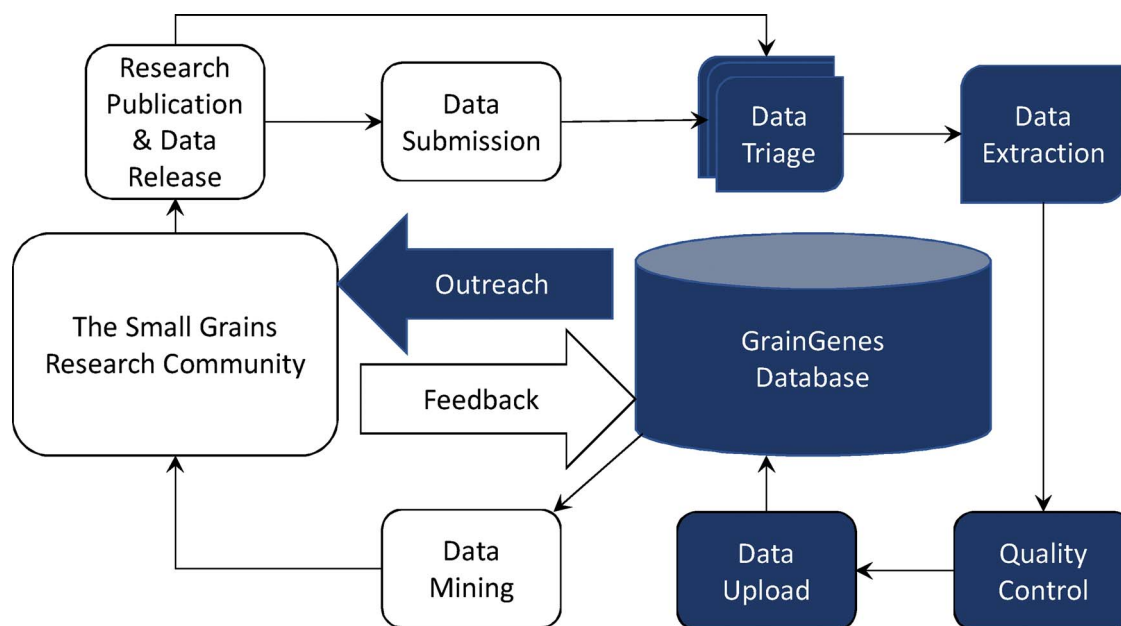 Research
Publication
& Data
Release
Data
Submission
Data
Triage
Data
Extraction
The Small Grains
Research Community
Outreach
Feedback
GrainGenes
Database
Data
Mining
Data
Upload
Quality
Control